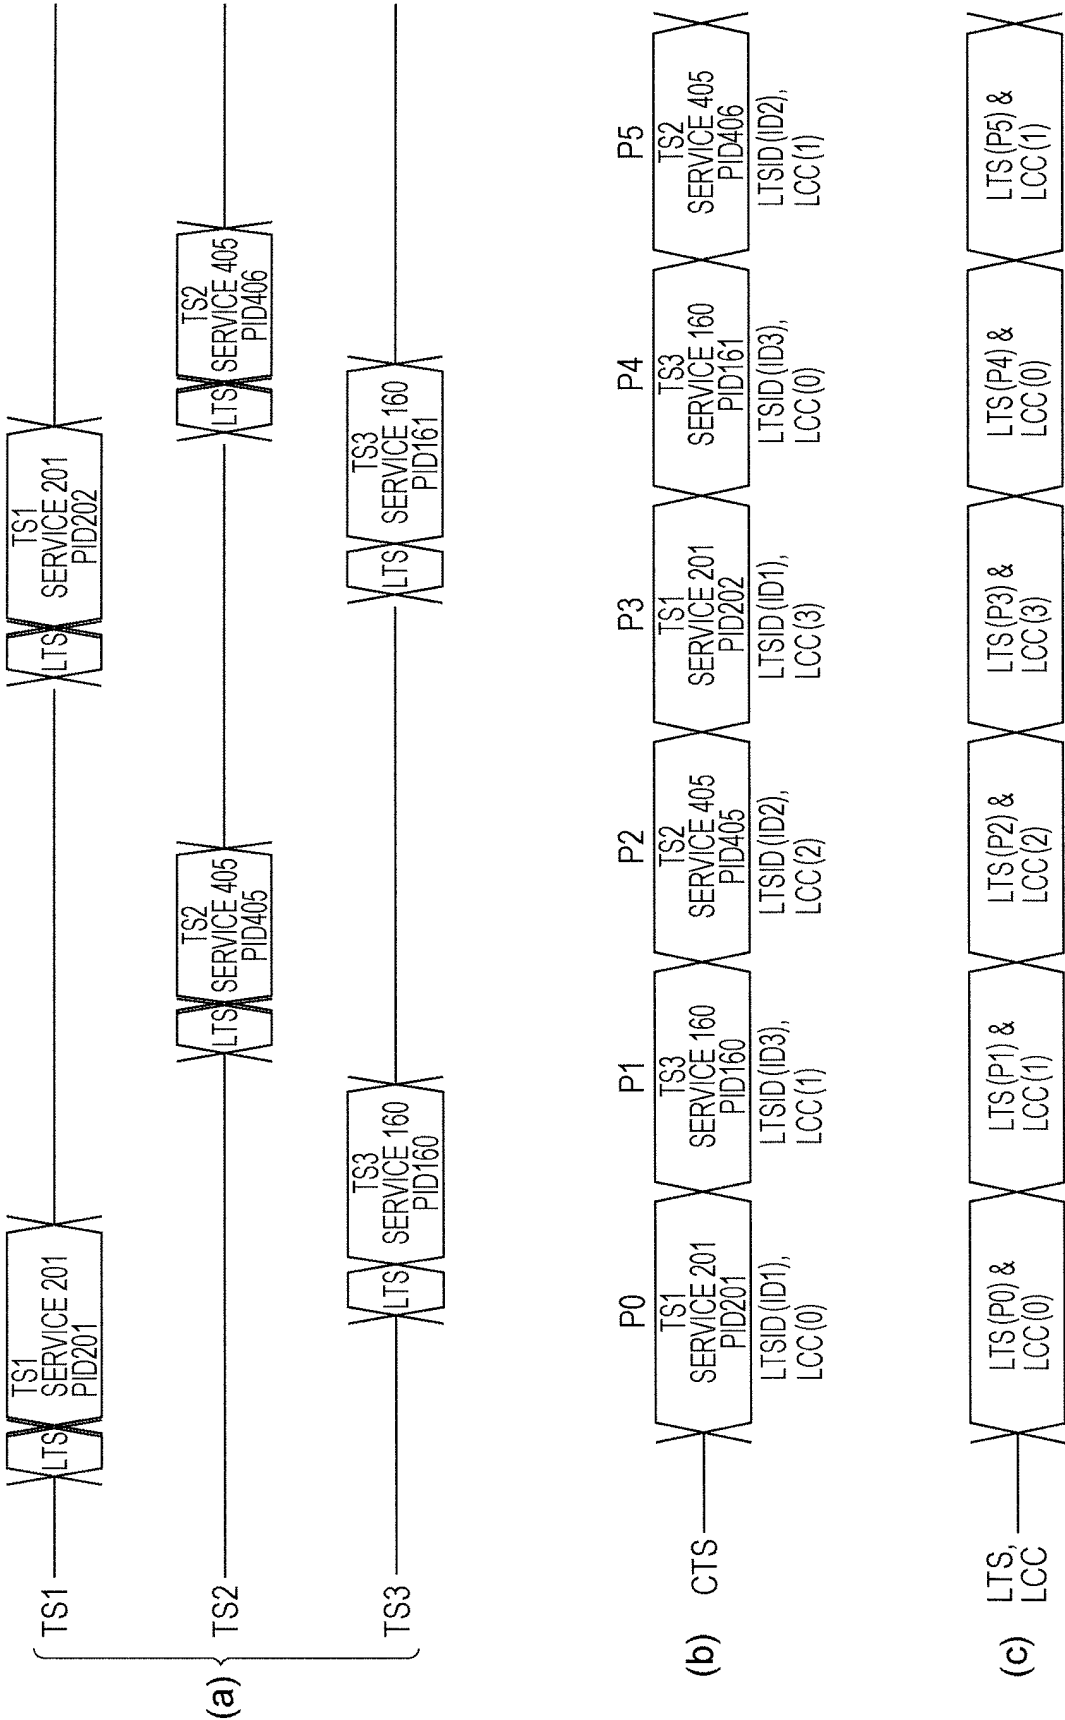 (a)
TS1
LTS
TS1
SERVICE 201
PID201
LTS
TS1
SERVICE 201
PID202
TS2
LTS
TS2
SERVICE 405
PID405
LTS
TS2
SERVICE 405
PID406
TS3
LTS
TS3
SERVICE 160
PID160
LTS
TS3
SERVICE 160
PID161
(b)
CTS
P0
TS1
SERVICE 201
PID201
LTSID(ID1),
LCC(0)
P1
TS3
SERVICE 160
PID160
LTSID(ID3),
LCC(1)
P2
TS2
SERVICE 405
PID405
LTSID(ID2),
LCC(2)
P3
TS1
SERVICE 201
PID202
LTSID(ID1),
LCC(3)
P4
TS3
SERVICE 160
PID161
LTSID(ID3),
LCC(0)
P5
TS2
SERVICE 405
PID406
LTSID(ID2),
LCC(1)
(c)
LTS,
LCC
LTS(P0) &
LCC(0)
LTS(P1) &
LCC(1)
LTS(P2) &
LCC(2)
LTS(P3) &
LCC(3)
LTS(P4) &
LCC(0)
LTS(P5) &
LCC(1)